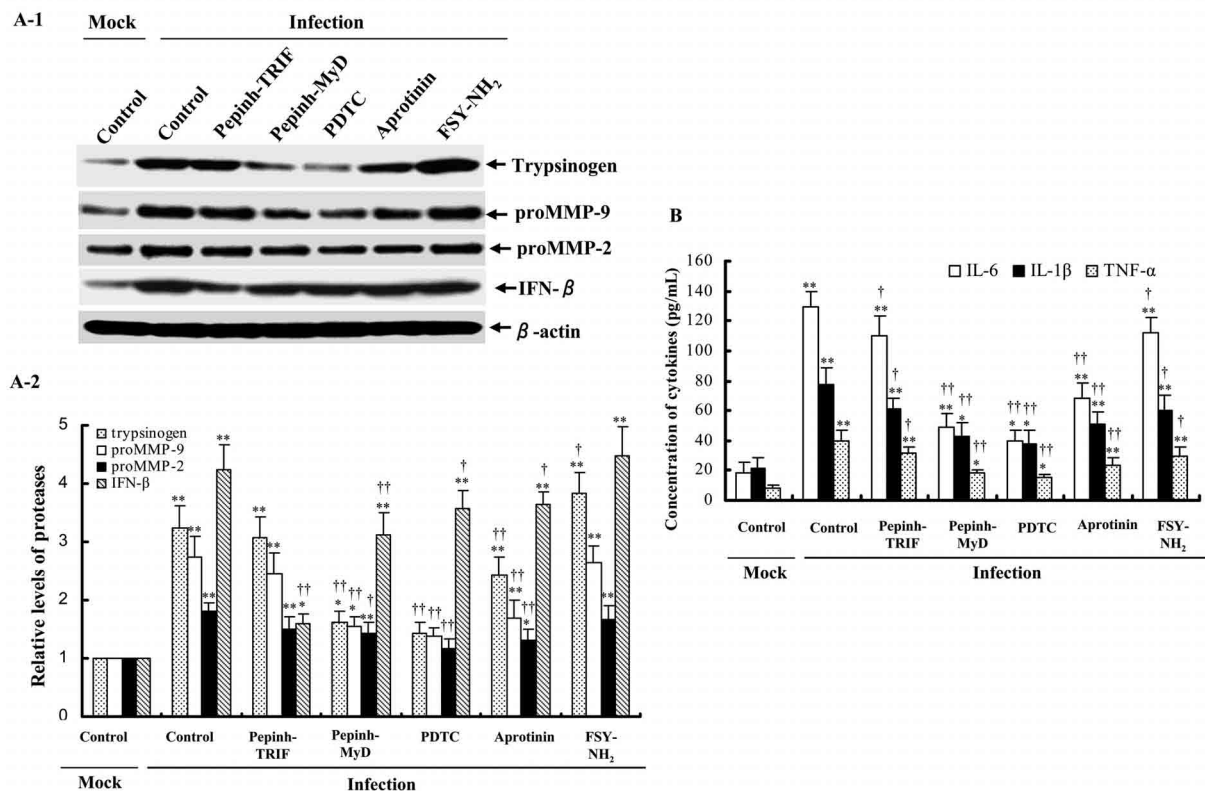 A-1
Mock Infection
Control Control Pepinh-TRIF Pepinh-MyD PDTC Aprotinin FSY-NH2
Trypsinogen
proMMP-9
proMMP-2
IFN-β
β-actin
A-2
Relative levels of proteases
5
4
3
2
1
0
trypsinogen
proMMP-9
proMMP-2
IFN-β
** ** ** **
** ** ** †† *
†† * †† * † ** †† **
†† †† †† † **
†† ** †† ** †† * † **
† ** ** ** **
Control Control Pepinh- Pepinh- PDTC Aprotinin FSY-
TRIF MyD NH2
Mock Infection
B
Concentration of cytokines (pg/mL)
160
140
120
100
80
60
40
20
0
IL-6 IL-1β TNF-α
** ** **
† ** † ** † **
†† ** †† * †† *
†† * †† * †† *
†† ** †† ** †† **
† ** † ** † **
Control Control Pepinh- Pepinh- PDTC Aprotinin FSY-
TRIF MyD NH2
Mock Infection